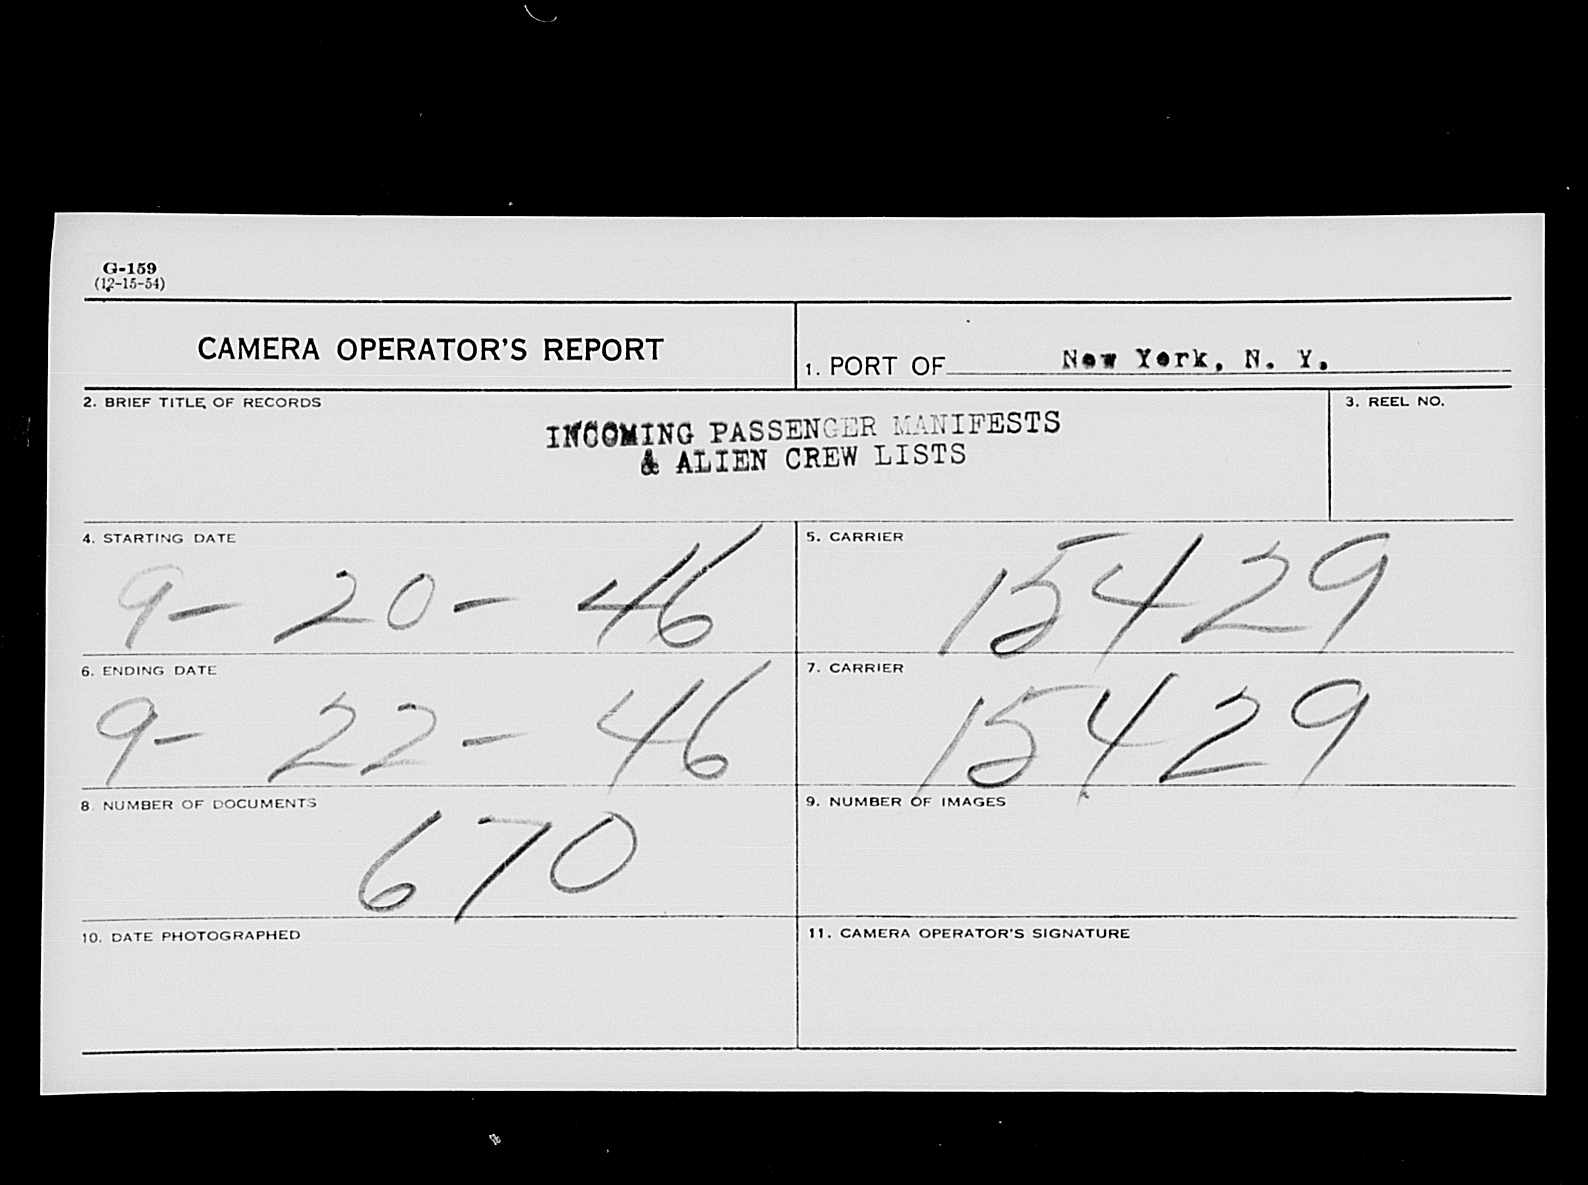 G-159
(12-15-54)
CAMERA OPERATOR'S REPORT
1. PORT OF New York, N. Y.
2. BRIEF TITLE OF RECORDS
INCOMING PASSENGER MANIFESTS
& ALIEN CREW LISTS
3. REEL NO.
4. STARTING DATE
9- 20- 46
5. CARRIER
15429
6. ENDING DATE
9- 22- 46
7. CARRIER
15429
8. NUMBER OF DOCUMENTS
670
9. NUMBER OF IMAGES
10. DATE PHOTOGRAPHED
11. CAMERA OPERATOR'S SIGNATURE